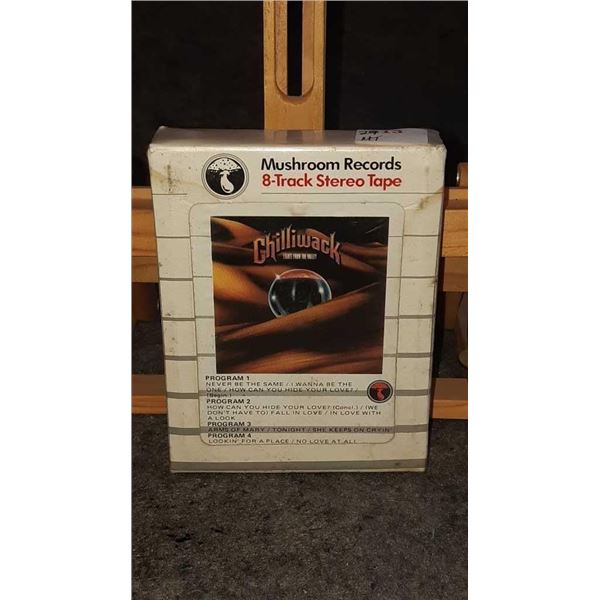 Mushroom Records
8-Track Stereo Tape
Chilliwack
LIGHTS FROM THE VALLEY
PROGRAM 1
NEVER BE THE SAME / I WANNA BE THE
ONE / HOW CAN YOU HIDE YOUR LOVE? /
(Begin.)
PROGRAM 2
HOW CAN YOU HIDE YOUR LOVE? (Concl.) / (WE
DON'T HAVE TO) FALL IN LOVE / IN LOVE WITH
A LOOK
PROGRAM 3
ARMS OF MARY / TONIGHT / SHE KEEPS ON CRYIN'
PROGRAM 4
LOOKIN' FOR A PLACE / NO LOVE AT ALL